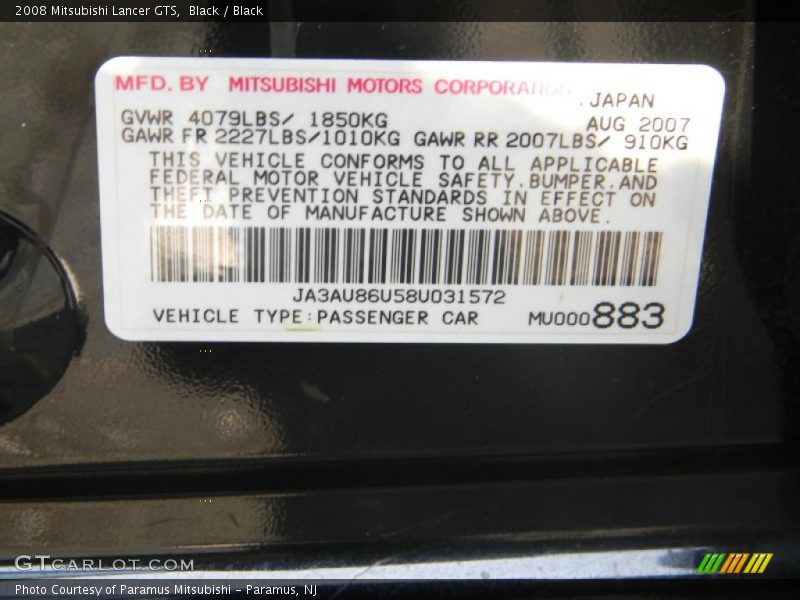 2008 Mitsubishi Lancer GTS,  Black / Black
MFD. BY  MITSUBISHI MOTORS CORPORATION
.JAPAN
GVWR 4079LBS/ 1850KG
AUG 2007
GAWR FR 2227LBS/1010KG GAWR RR 2007LBS/ 910KG
THIS VEHICLE CONFORMS TO ALL APPLICABLE
FEDERAL MOTOR VEHICLE SAFETY,BUMPER,AND
THEFT PREVENTION STANDARDS IN EFFECT ON
THE DATE OF MANUFACTURE SHOWN ABOVE.
JA3AU86U58U031572
VEHICLE TYPE:PASSENGER CAR
MU000883
GTCARLOT.COM
Photo Courtesy of Paramus Mitsubishi - Paramus, NJ